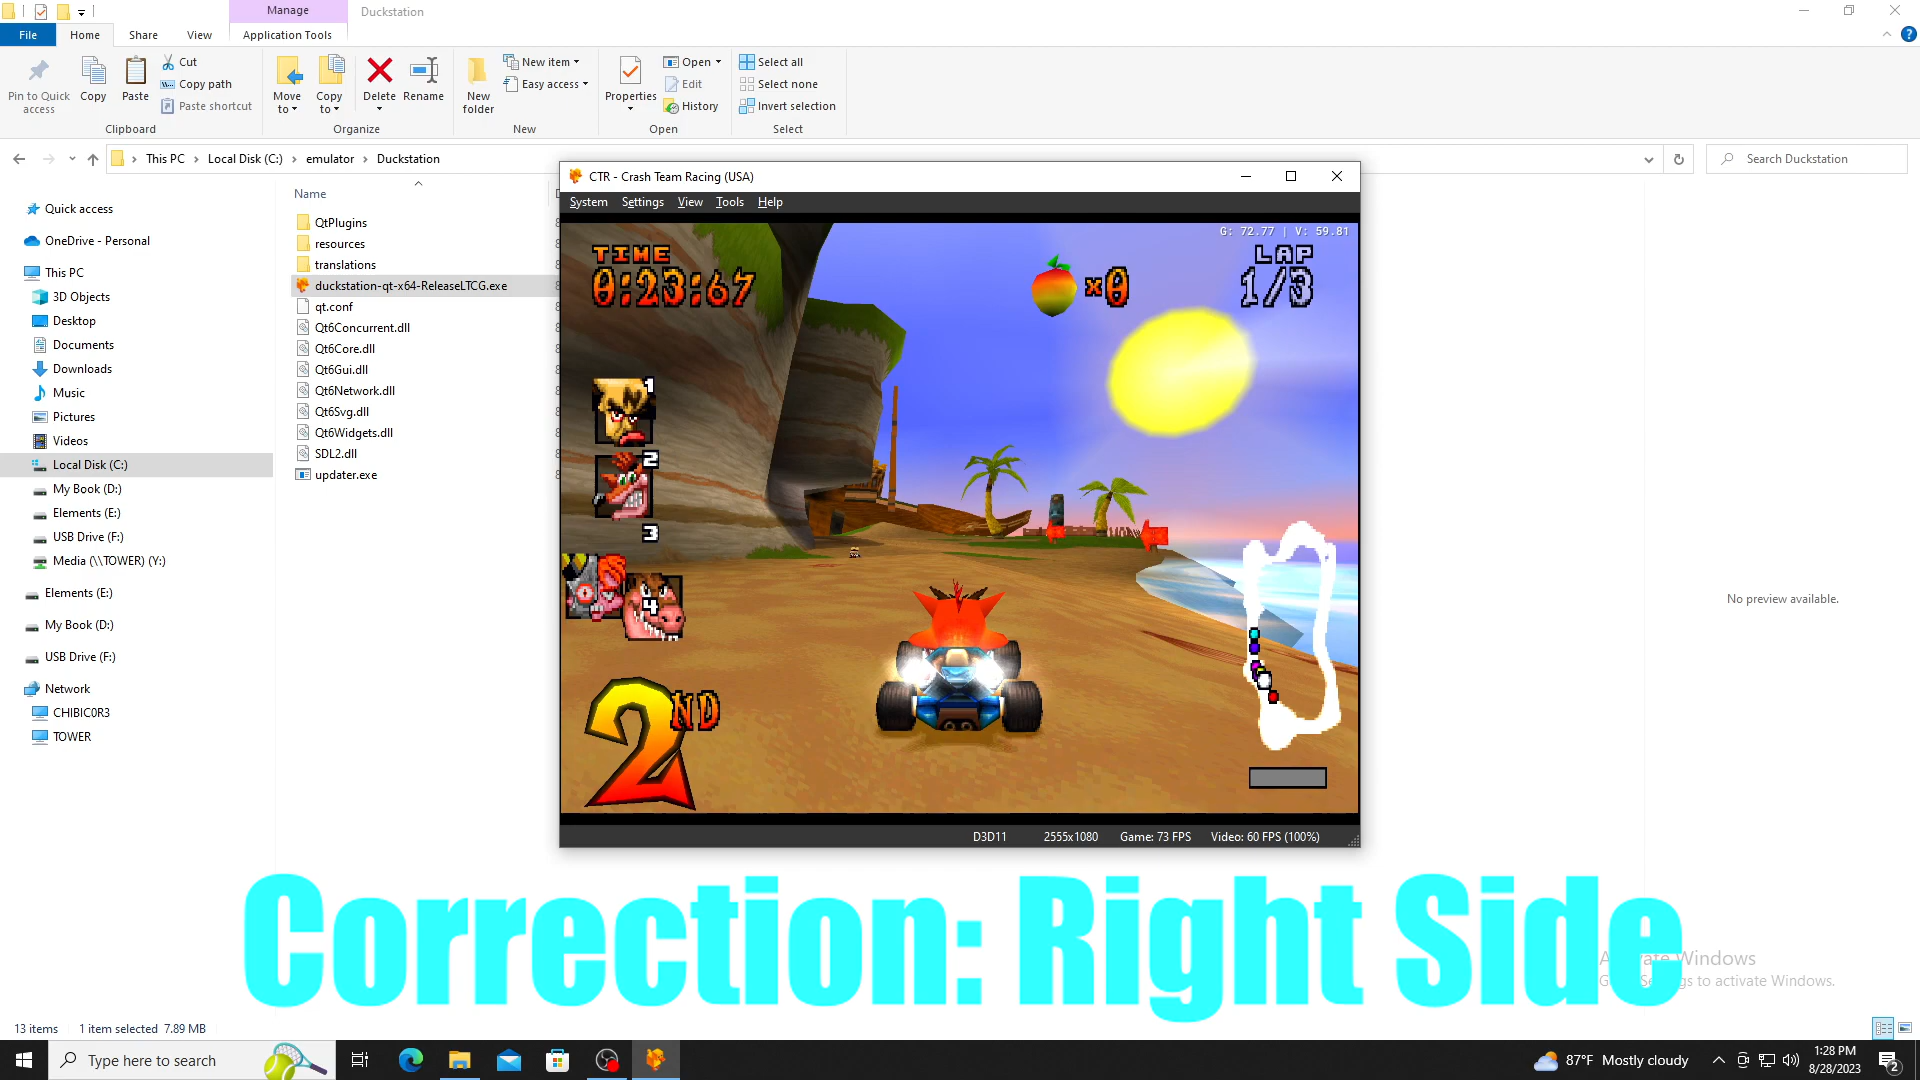 Manage
Duckstation
File
Home
Share
View
Application Tools
Pin to Quick access
Copy
Paste
Cut
Copy path
Paste shortcut
Move to
Copy to
Delete
Rename
New folder
New item
Easy access
Properties
Open
Edit
History
Select all
Select none
Invert selection
Clipboard
Organize
New
Open
Select
This PC
Local Disk (C:)
emulator
Duckstation
Search Duckstation
Quick access
OneDrive - Personal
This PC
3D Objects
Desktop
Documents
Downloads
Music
Pictures
Videos
Local Disk (C:)
My Book (D:)
Elements (E:)
USB Drive (F:)
Media (\\TOWER) (Y:)
Elements (E:)
My Book (D:)
USB Drive (F:)
Network
CHIBIC0R3
TOWER
Name
QtPlugins
resources
translations
duckstation-qt-x64-ReleaseLTCG.exe
qt.conf
Qt6Concurrent.dll
Qt6Core.dll
Qt6Gui.dll
Qt6Network.dll
Qt6Svg.dll
Qt6Widgets.dll
SDL2.dll
updater.exe
CTR - Crash Team Racing (USA)
System Settings View Tools Help
G: 72.77 | V: 59.81
TIME
0:23:67
x0
LAP
1/3
1
2
3
4
2ND
D3D11 2555x1080 Game: 73 FPS Video: 60 FPS (100%)
No preview available.
Correction: Right Side
13 items 1 item selected 7.89 MB
Type here to search
87°F Mostly cloudy
1:28 PM
8/28/2023
2